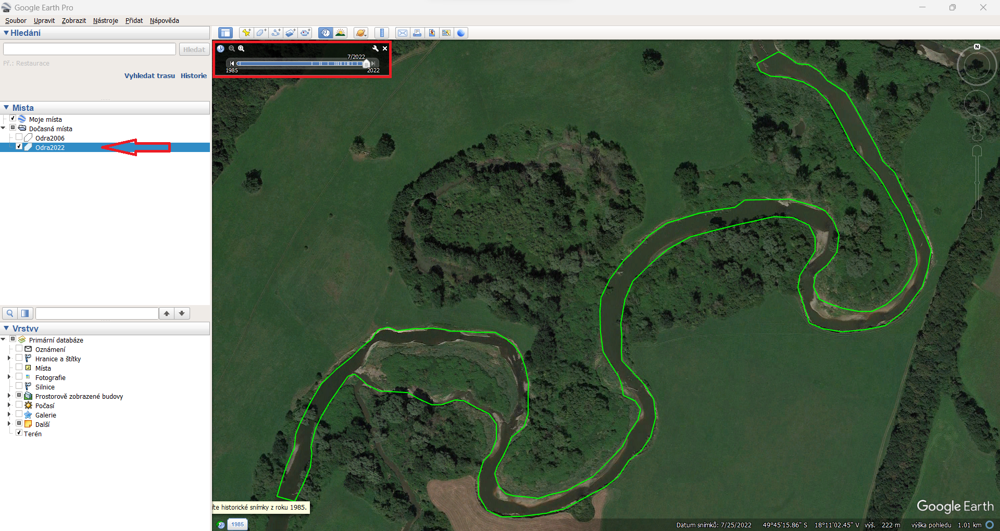 Google Earth Pro
Soubor Upravit Zobrazit Nástroje Přidat Nápověda
Hledání
Hledat
Př.: Restaurace
Vyhledat trasu Historie
Místa
Moje místa
Dočasná místa
Odra2006
Odra2022
Vrstvy
Primární databáze
Oznámení
Hranice a štítky
Místa
Fotografie
Silnice
Prostorově zobrazené budovy
Počasí
Galerie
Další
Terén
7/2022
1985 2022
N
íte historické snímky z roku 1985.
1985
Google Earth
Datum snímků: 7/25/2022 49°45'15.86" S 18°11'02.45" V výš. 222 m výška pohledu 1.01 km